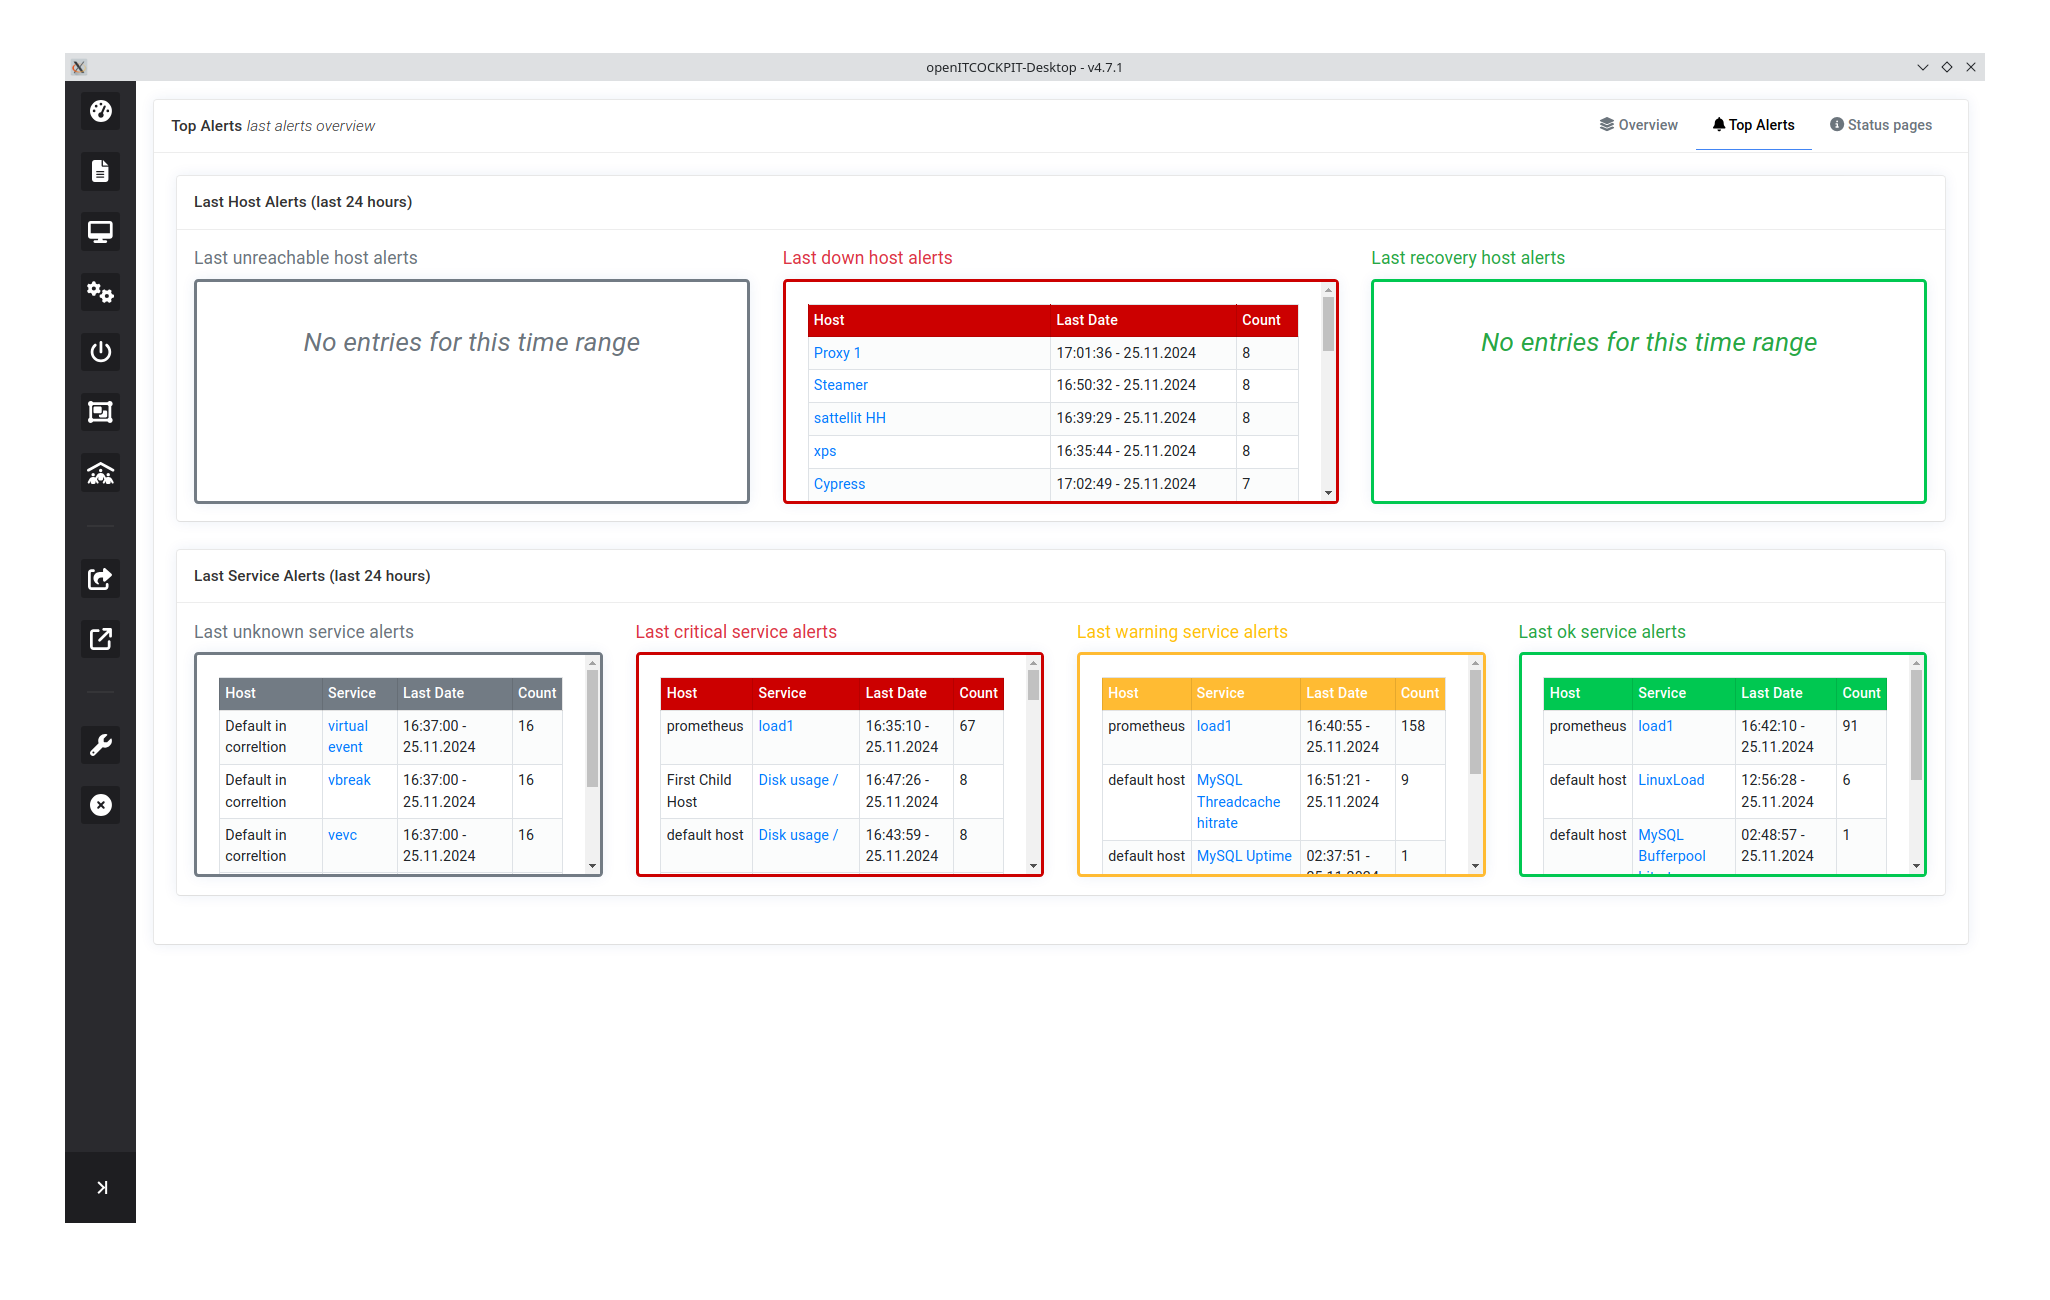 openITCOCKPIT-Desktop - v4.7.1
Top Alerts last alerts overview
Overview
Top Alerts
Status pages
Last Host Alerts (last 24 hours)
Last unreachable host alerts
No entries for this time range
Last down host alerts
Host Last Date Count
Proxy 1 17:01:36 - 25.11.2024 8
Steamer 16:50:32 - 25.11.2024 8
sattellit HH 16:39:29 - 25.11.2024 8
xps 16:35:44 - 25.11.2024 8
Cypress 17:02:49 - 25.11.2024 7
Last recovery host alerts
No entries for this time range
Last Service Alerts (last 24 hours)
Last unknown service alerts
Host Service Last Date Count
Default in virtual 16:37:00 - 16
correltion event 25.11.2024
Default in vbreak 16:37:00 - 16
correltion 25.11.2024
Default in vevc 16:37:00 - 16
correltion 25.11.2024
Last critical service alerts
Host Service Last Date Count
prometheus load1 16:35:10 - 67
25.11.2024
First Child Disk usage / 16:47:26 - 8
Host 25.11.2024
default host Disk usage / 16:43:59 - 8
25.11.2024
Last warning service alerts
Host Service Last Date Count
prometheus load1 16:40:55 - 158
25.11.2024
default host MySQL 16:51:21 - 9
Threadcache 25.11.2024
hitrate
default host MySQL Uptime 02:37:51 - 1
Last ok service alerts
Host Service Last Date Count
prometheus load1 16:42:10 - 91
25.11.2024
default host LinuxLoad 12:56:28 - 6
25.11.2024
default host MySQL 02:48:57 - 1
Bufferpool 25.11.2024